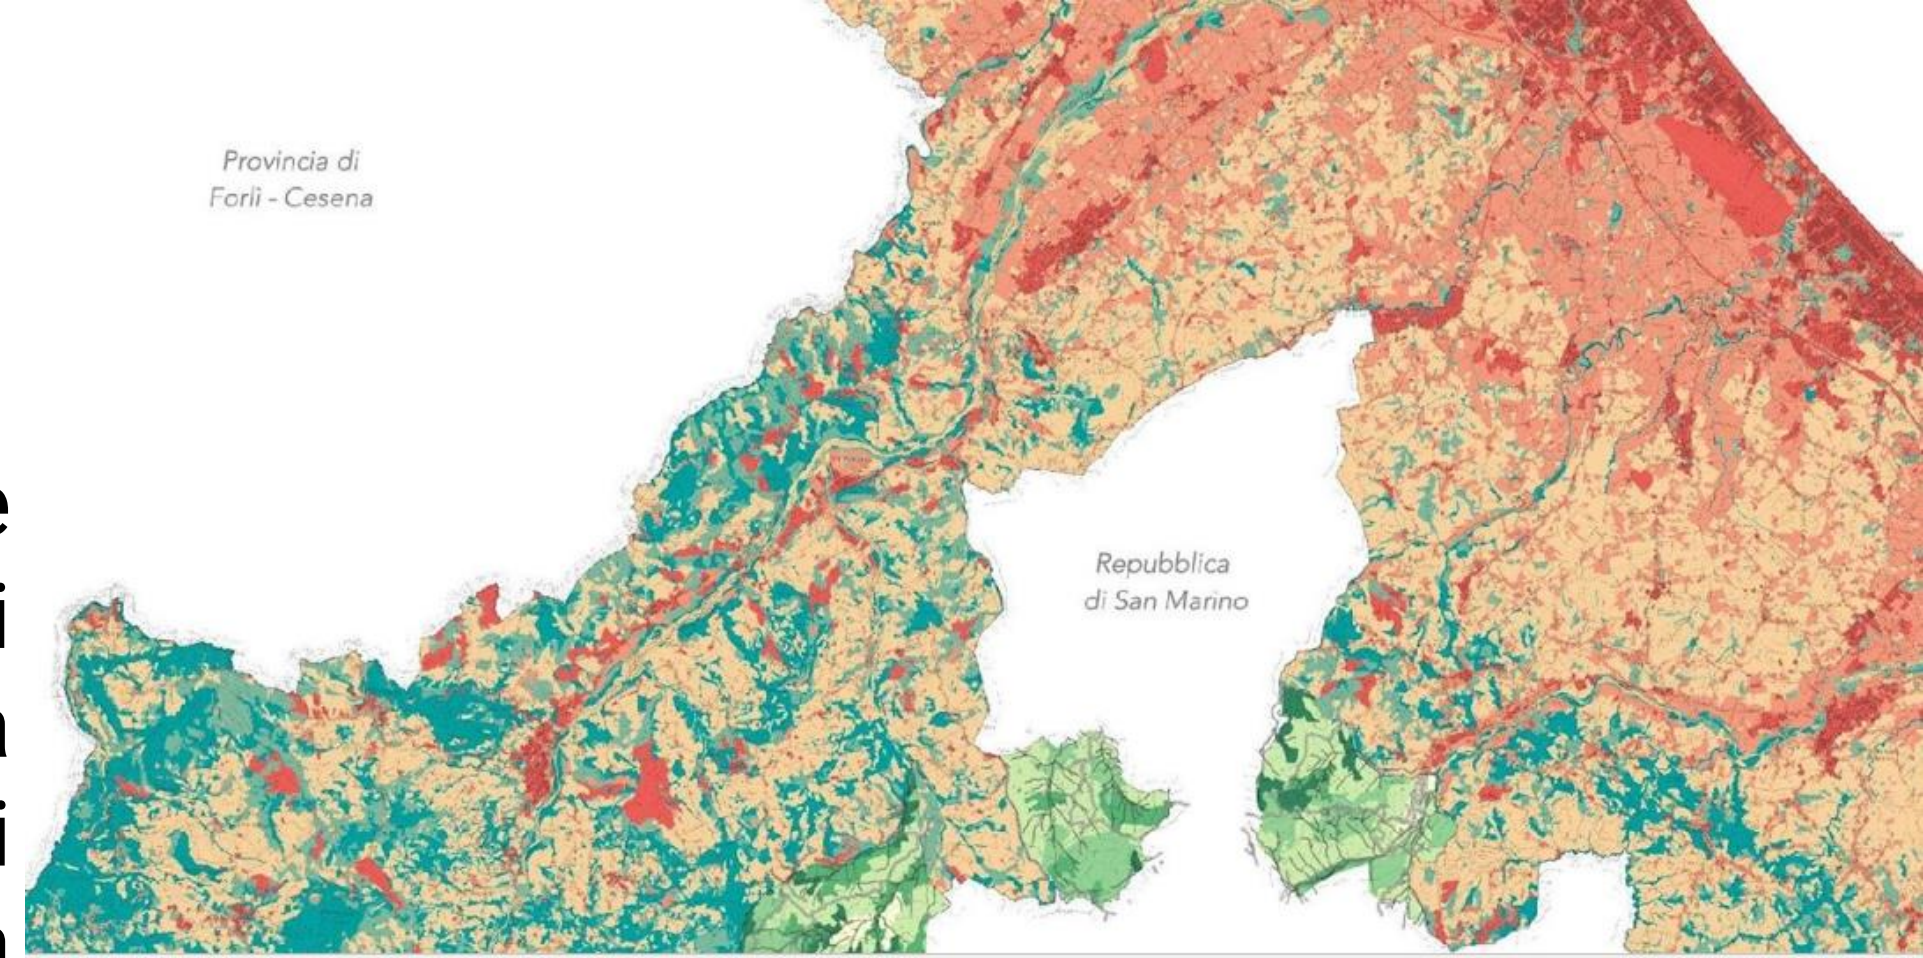 Provincia di
Forlì - Cesena
e
i
a
i
Repubblica
di San Marino